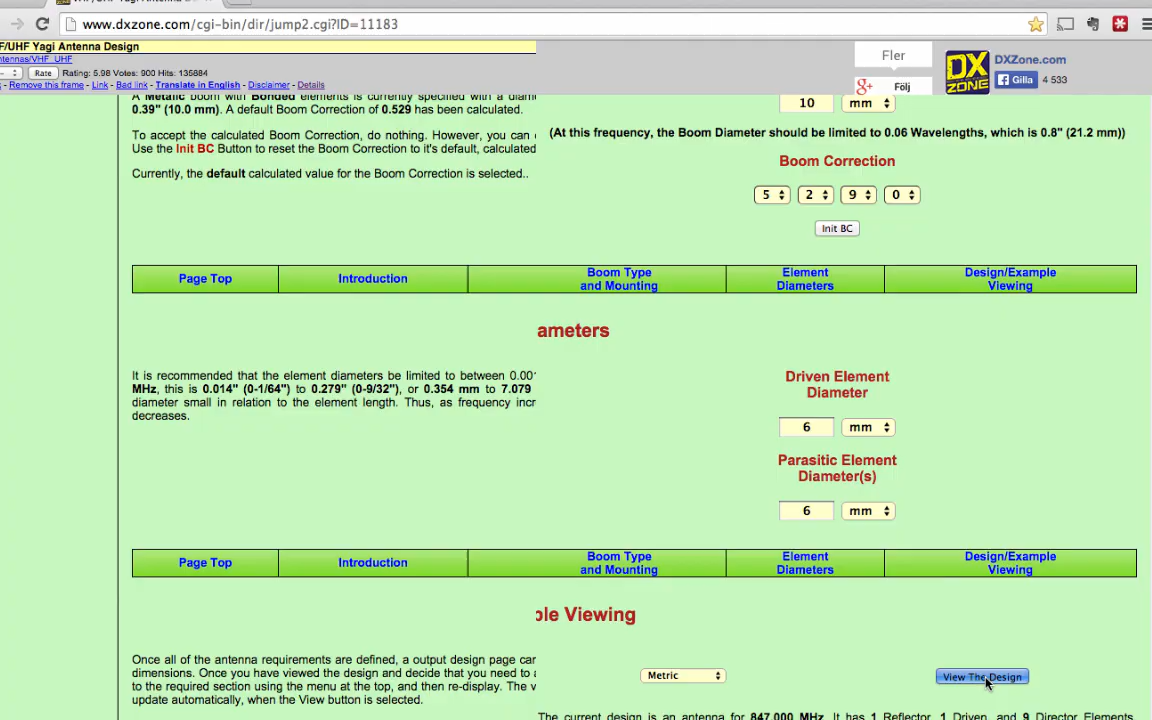 www.dxzone.com/cgi-bin/dir/jump2.cgi?ID=11183
F/UHF Yagi Antenna Design
ntennas/VHF_UHF
Rate Rating: 5.98 Votes: 900 Hits: 135884
- Remove this frame - Link - Bad link - Translate in English - Disclaimer - Details
Fler
Följ
DX ZONE
DXZone.com
Gilla 4 533
A Metallic boom with Bonded elements is currently specified with a diam
0.39" (10.0 mm). A default Boom Correction of 0.529 has been calculated.
To accept the calculated Boom Correction, do nothing. However, you can
Use the Init BC Button to reset the Boom Correction to it's default, calculated
Currently, the default calculated value for the Boom Correction is selected..
10 mm
(At this frequency, the Boom Diameter should be limited to 0.06 Wavelengths, which is 0.8" (21.2 mm))
Boom Correction
5 2 9 0
Init BC
Page Top
Introduction
Boom Type
and Mounting
Element
Diameters
Design/Example
Viewing
ameters
It is recommended that the element diameters be limited to between 0.00
MHz, this is 0.014" (0-1/64") to 0.279" (0-9/32"), or 0.354 mm to 7.079
diameter small in relation to the element length. Thus, as frequency incr
decreases.
Driven Element
Diameter
6 mm
Parasitic Element
Diameter(s)
6 mm
Page Top
Introduction
Boom Type
and Mounting
Element
Diameters
Design/Example
Viewing
ple Viewing
Once all of the antenna requirements are defined, a output design page can
dimensions. Once you have viewed the design and decide that you need to
to the required section using the menu at the top, and then re-display. The v
update automatically, when the View button is selected.
Metric
View The Design
The current design is an antenna for 847.000 MHz. It has 1 Reflector, 1 Driven, and 9 Director Elements